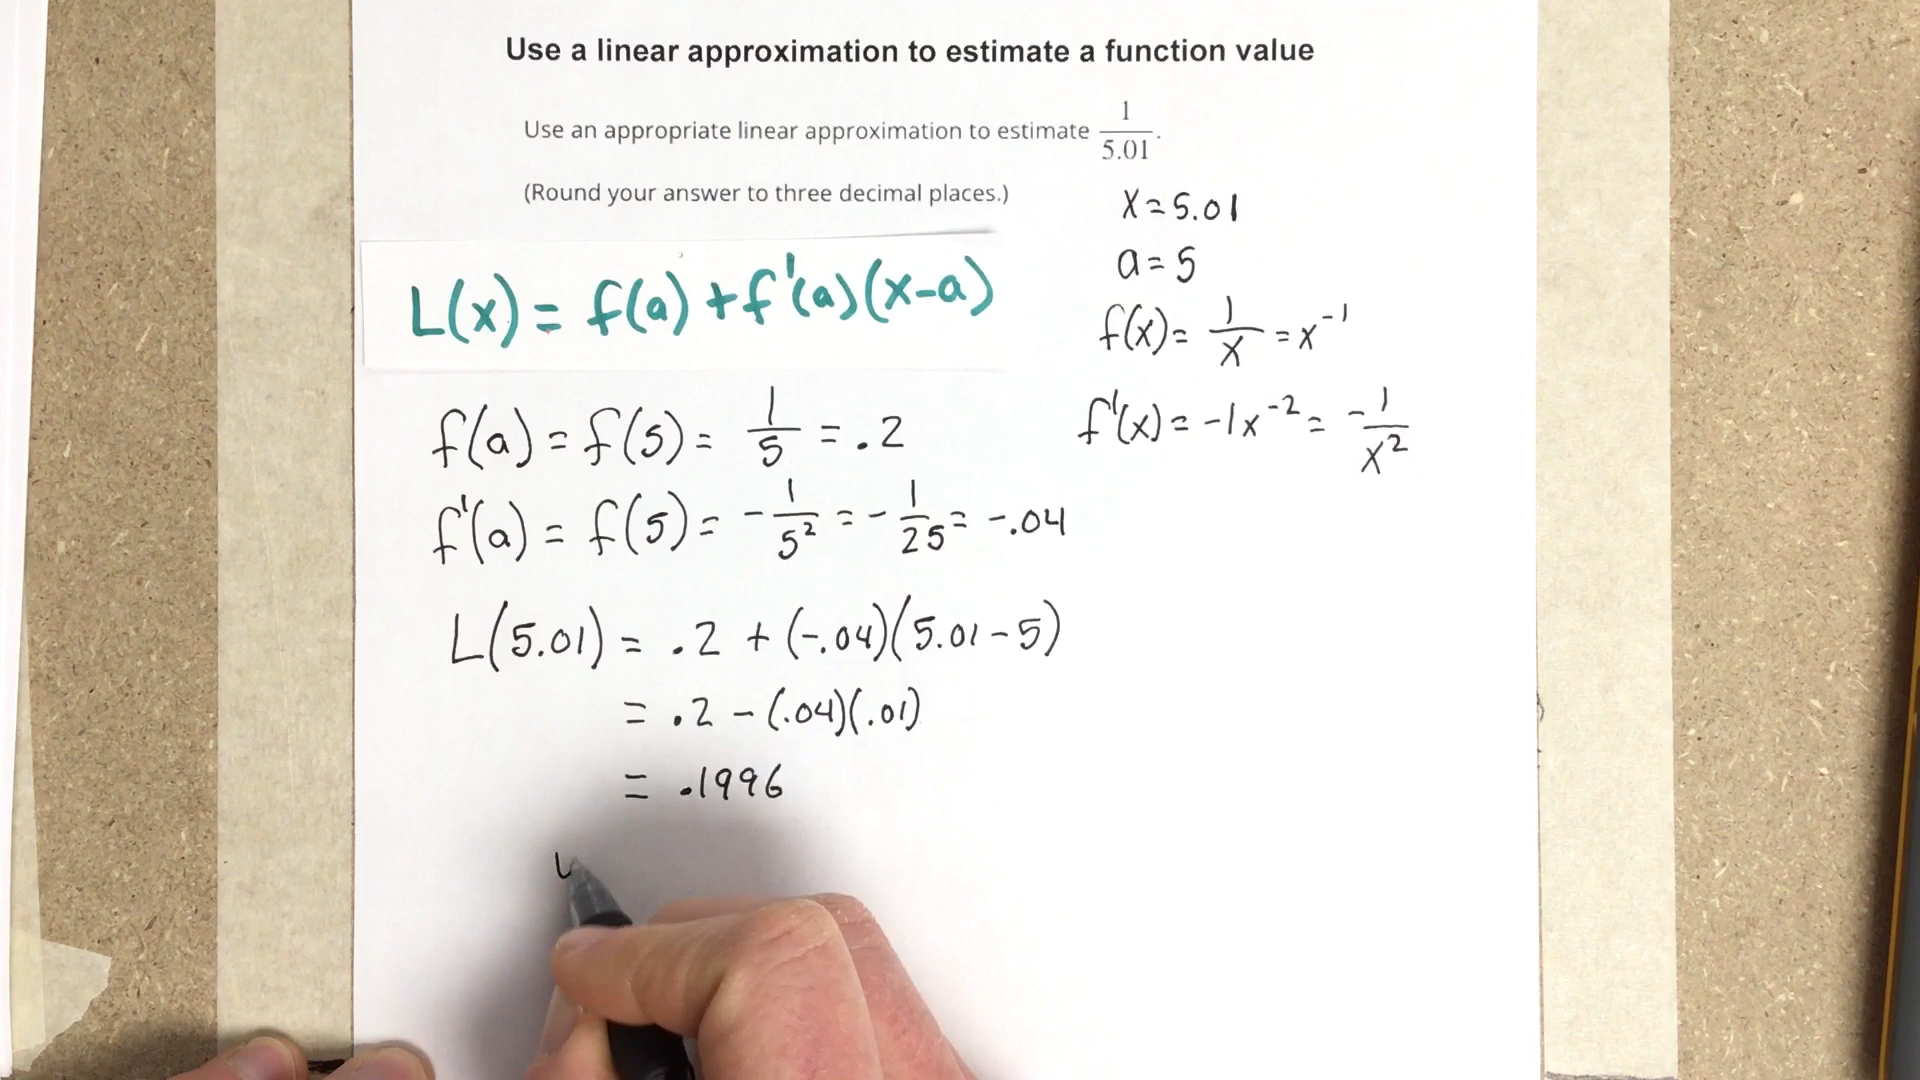 Use a linear approximation to estimate a function value
Use an appropriate linear approximation to estimate 1/5.01.
(Round your answer to three decimal places.)
x = 5.01
a = 5
L(x) = f(a) + f'(a)(x-a)
f(x) = 1/x = x^-1
f'(x) = -1x^-2 = -1/x^2
f(a) = f(5) = 1/5 = .2
f'(a) = f(5) = -1/5^2 = -1/25 = -.04
L(5.01) = .2 + (-.04)(5.01-5)
= .2 - (.04)(.01)
= .1996